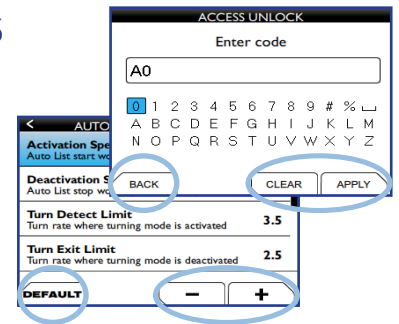 S
ACCESS UNLOCK
Enter code
A0
0 1 2 3 4 5 6 7 8 9 # % ⌴
A B C D E F G H I J K L M
N O P Q R S T U V W X Y Z
BACK CLEAR APPLY
< AUTO
Activation Spe
Auto List start wo
Deactivation S
Auto List stop wo
Turn Detect Limit 3.5
Turn rate where turning mode is activated
Turn Exit Limit 2.5
Turn rate where turning mode is deactivated
DEFAULT − +